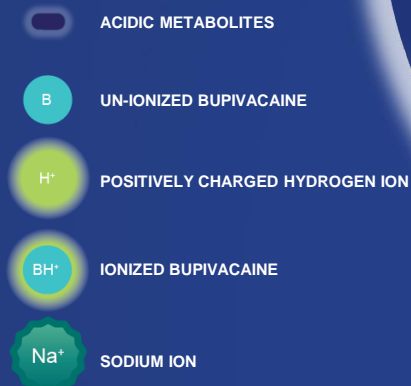 ACIDIC METABOLITES
B UN-IONIZED BUPIVACAINE
H⁺ POSITIVELY CHARGED HYDROGEN ION
BH⁺ IONIZED BUPIVACAINE
Na⁺ SODIUM ION